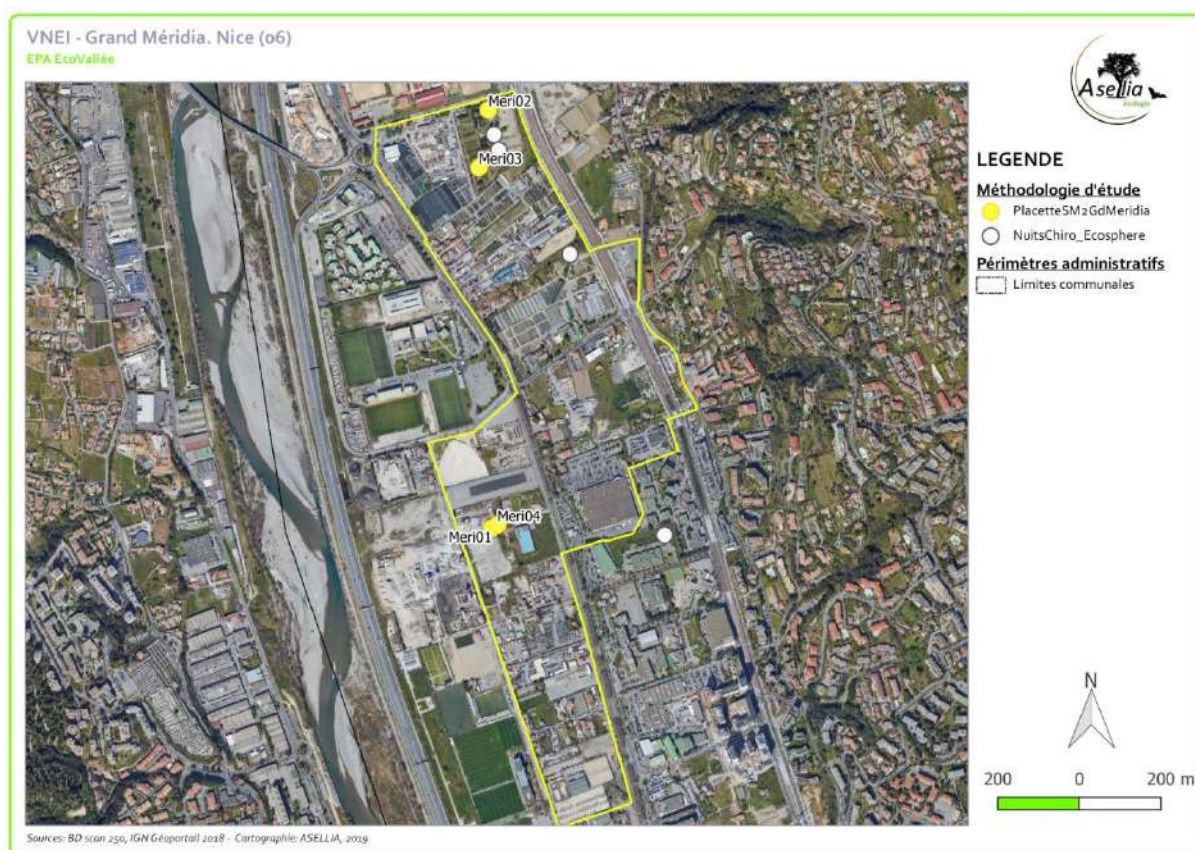 VNEI - Grand Méridia. Nice (06)
EPA EcoVallée
Asellia
écologie
Meri02
Meri03
Meri04
Meri01
LEGENDE
Méthodologie d'étude
PlacetteSM2GdMeridia
NuitsChiro_Ecosphere
Périmètres administratifs
Limites communales
N
200 0 200 m
Sources: BD scan 250, IGN Géoportail 2018 - Cartographie: ASELLIA, 2019